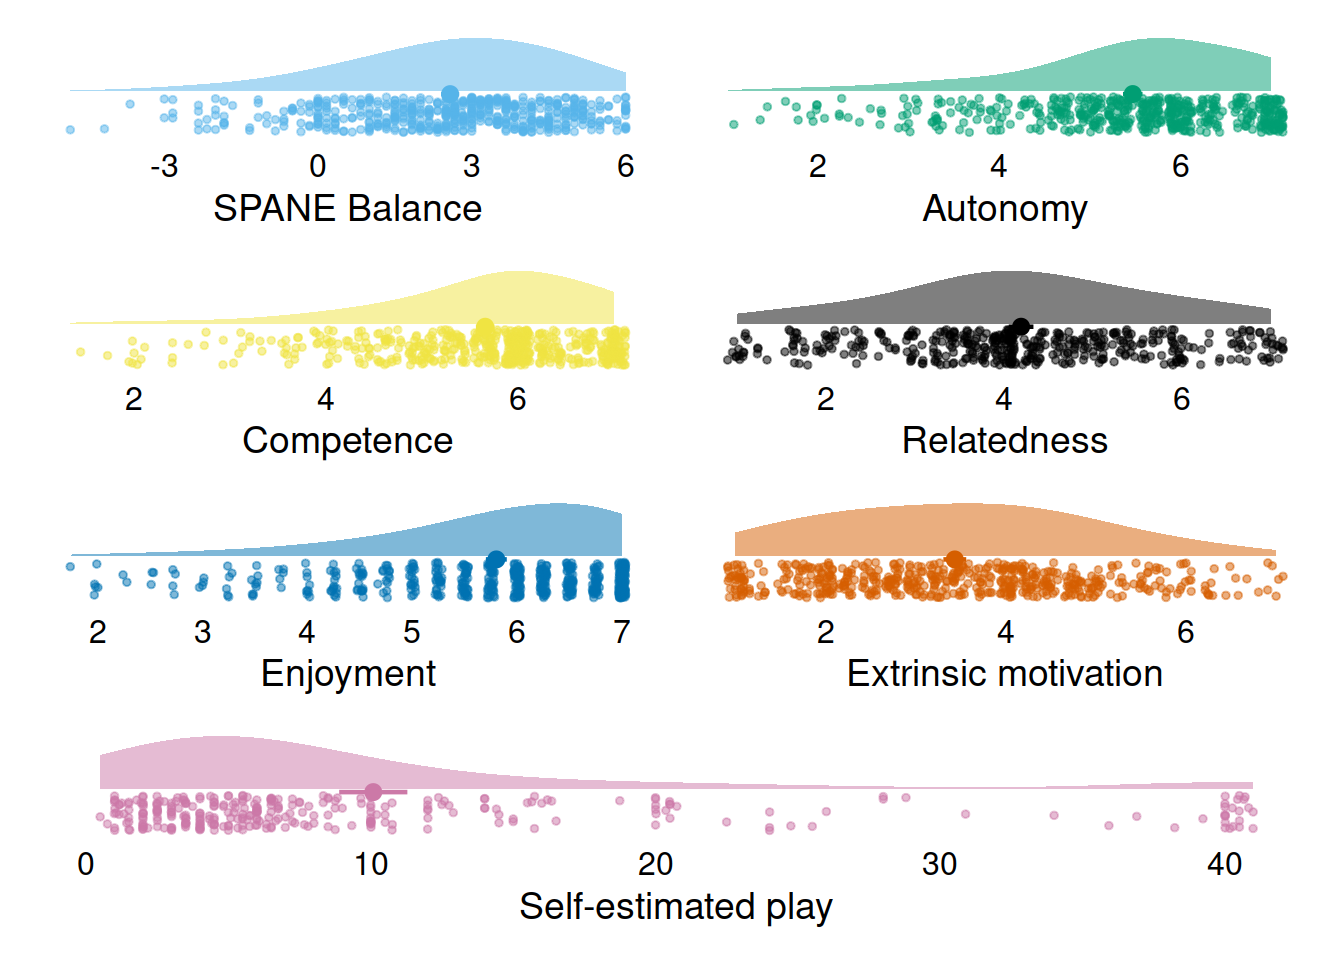 -3 0 3 6
SPANE Balance
2 4 6
Autonomy
2 4 6
Competence
2 4 6
Relatedness
2 3 4 5 6 7
Enjoyment
2 4 6
Extrinsic motivation
0 10 20 30 40
Self-estimated play